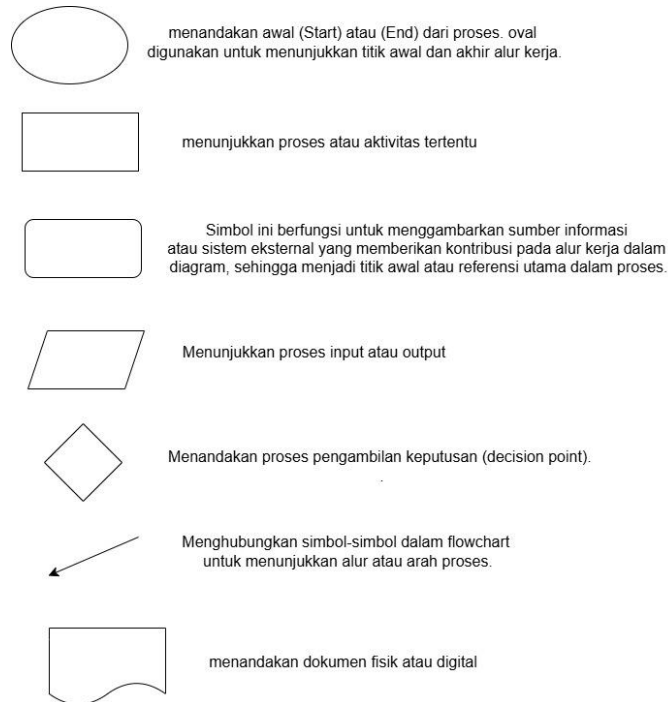 menandakan awal (Start) atau (End) dari proses. oval
digunakan untuk menunjukkan titik awal dan akhir alur kerja.
menunjukkan proses atau aktivitas tertentu
Simbol ini berfungsi untuk menggambarkan sumber informasi
atau sistem eksternal yang memberikan kontribusi pada alur kerja dalam
diagram, sehingga menjadi titik awal atau referensi utama dalam proses.
Menunjukkan proses input atau output
Menandakan proses pengambilan keputusan (decision point).
.
Menghubungkan simbol-simbol dalam flowchart
untuk menunjukkan alur atau arah proses.
menandakan dokumen fisik atau digital